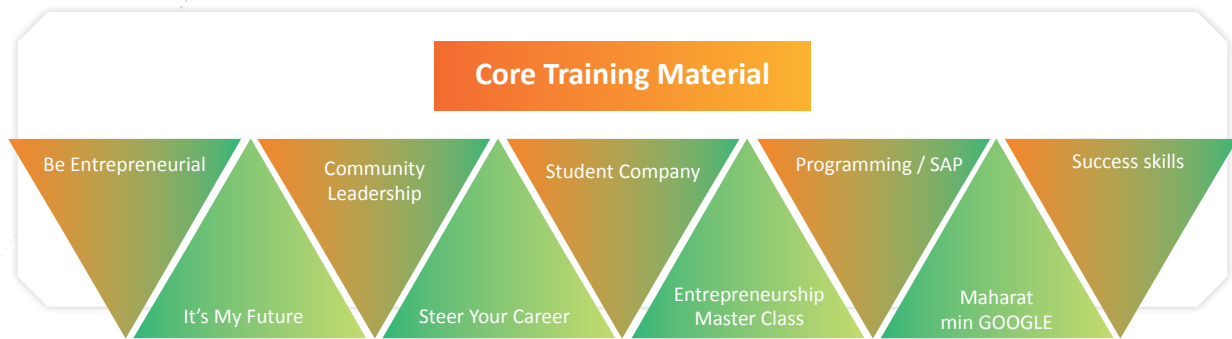 Core Training Material
Be Entrepreneurial
It’s My Future
Community
Leadership
Steer Your Career
Student Company
Entrepreneurship
Master Class
Programming / SAP
Maharat
min GOOGLE
Success skills